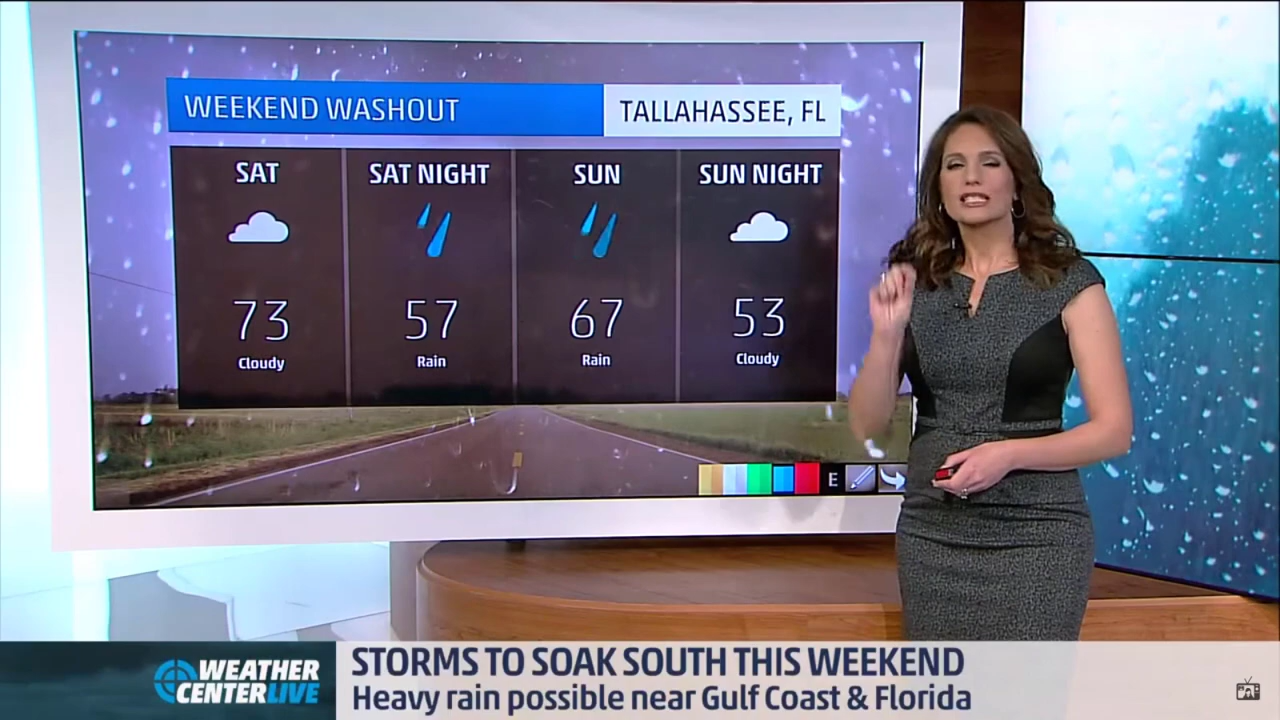 WEEKEND WASHOUT TALLAHASSEE, FL
SAT SAT NIGHT SUN SUN NIGHT
73 57 67 53
Cloudy Rain Rain Cloudy
E
WEATHER
CENTER LIVE
STORMS TO SOAK SOUTH THIS WEEKEND
Heavy rain possible near Gulf Coast & Florida